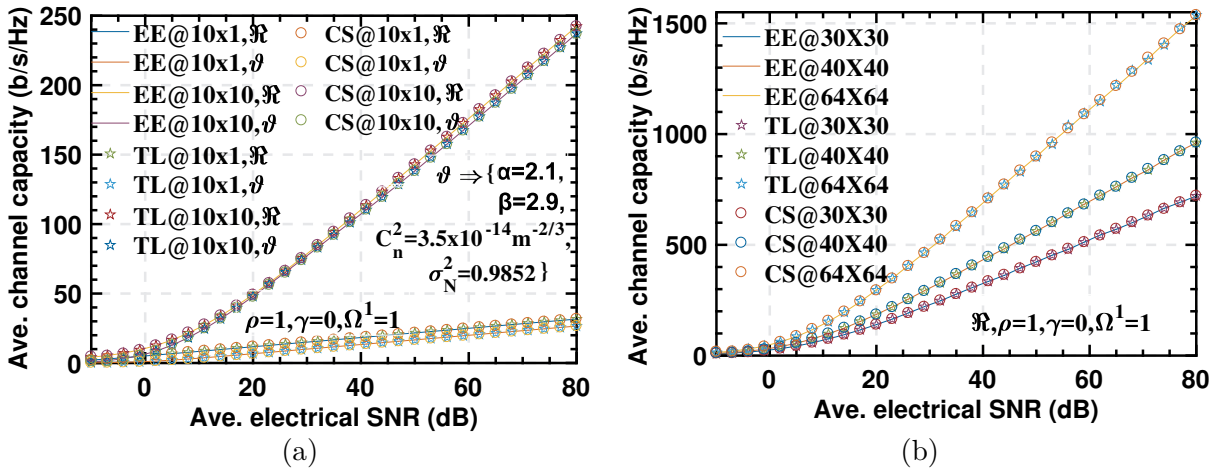 (a)
Ave. channel capacity (b/s/Hz)
250
200
150
100
50
0
EE@10x1,ℜ
EE@10x1,ϑ
EE@10x10,ℜ
EE@10x10,ϑ
TL@10x1,ℜ
TL@10x1,ϑ
TL@10x10,ℜ
TL@10x10,ϑ
CS@10x1,ℜ
CS@10x1,ϑ
CS@10x10,ℜ
CS@10x10,ϑ
ϑ ⇒{α=2.1,
β=2.9,
C_n^2=3.5x10^-14 m^-2/3,
σ_N^2=0.9852}
ρ=1,γ=0,Ω^1=1
0 20 40 60 80
Ave. electrical SNR (dB)
(a)
(b)
Ave. channel capacity (b/s/Hz)
1500
1000
500
0
EE@30X30
EE@40X40
EE@64X64
TL@30X30
TL@40X40
TL@64X64
CS@30X30
CS@40X40
CS@64X64
ℜ,ρ=1,γ=0,Ω^1=1
0 20 40 60 80
Ave. electrical SNR (dB)
(b)